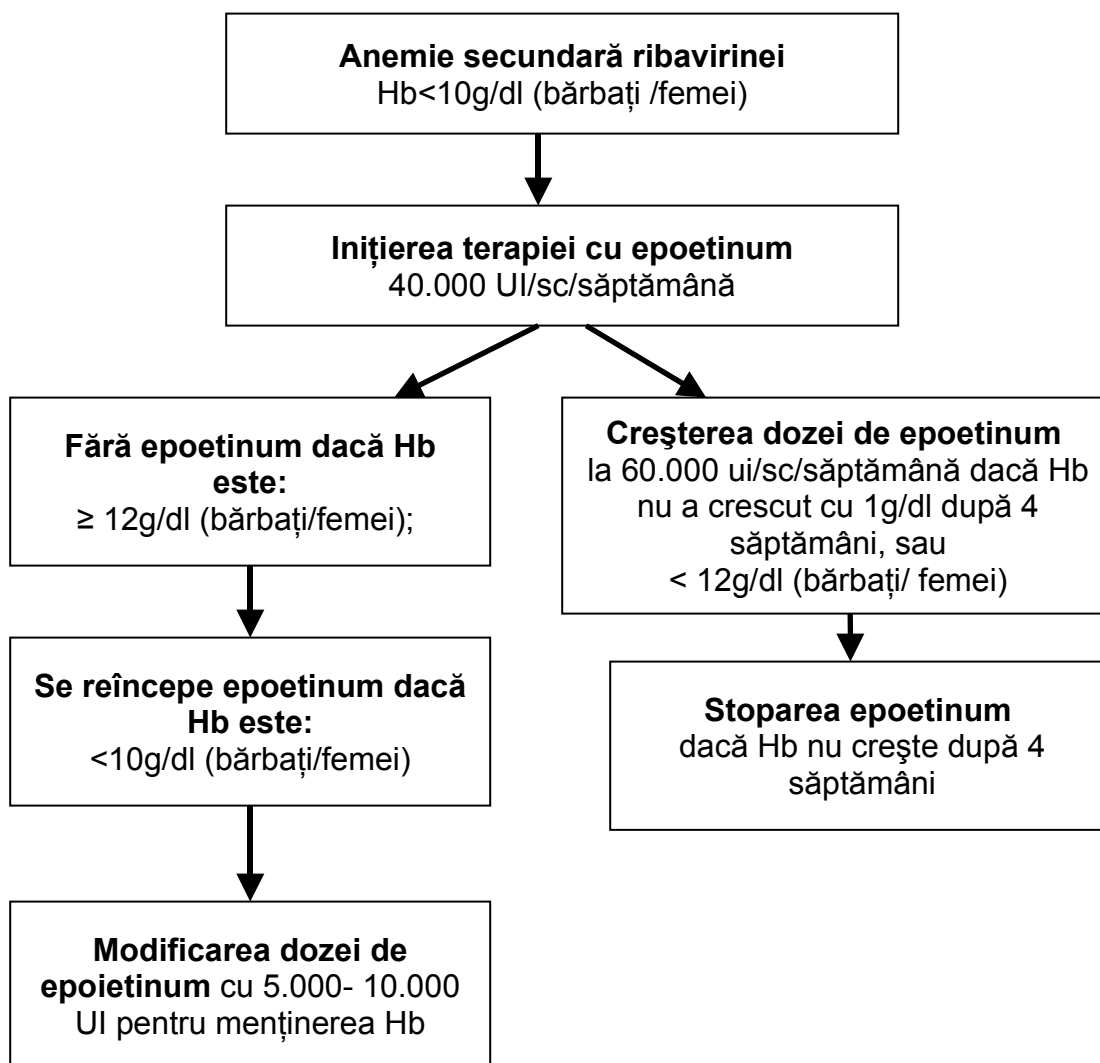 Anemie secundară ribavirinei
Hb<10g/dl (bărbați /femei)
Inițierea terapiei cu epoetinum
40.000 UI/sc/săptămână
Fără epoetinum dacă Hb
este:
≥ 12g/dl (bărbați/femei);
Creşterea dozei de epoetinum
la 60.000 ui/sc/săptămână dacă Hb
nu a crescut cu 1g/dl după 4
săptămâni, sau
< 12g/dl (bărbați/ femei)
Se reîncepe epoetinum dacă
Hb este:
<10g/dl (bărbați/femei)
Stoparea epoetinum
dacă Hb nu creşte după 4
săptămâni
Modificarea dozei de
epoietinum cu 5.000- 10.000
UI pentru menținerea Hb